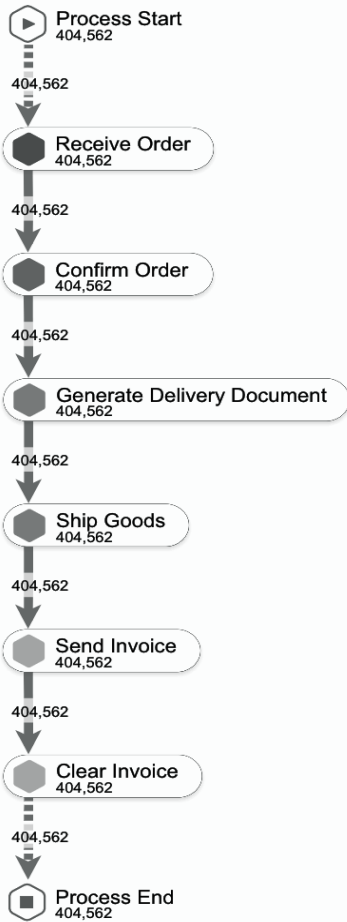 Process Start
404,562
404,562
Receive Order
404,562
404,562
Confirm Order
404,562
404,562
Generate Delivery Document
404,562
404,562
Ship Goods
404,562
404,562
Send Invoice
404,562
404,562
Clear Invoice
404,562
404,562
Process End
404,562